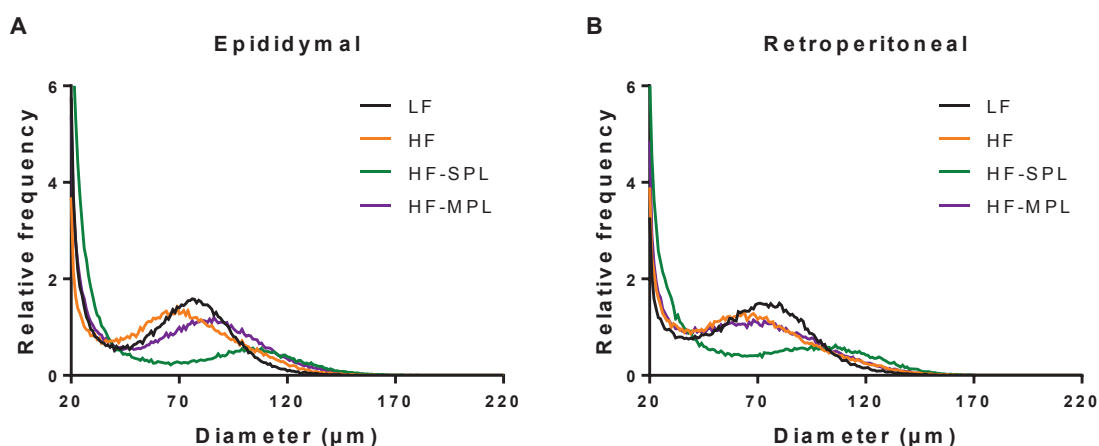 A
Epididymal
Relative frequency
6
4
2
0
20 70 120 170 220
Diameter (µm)
LF
HF
HF-SPL
HF-MPL
B
Retroperitoneal
Relative frequency
6
4
2
0
20 70 120 170 220
Diameter (µm)
LF
HF
HF-SPL
HF-MPL